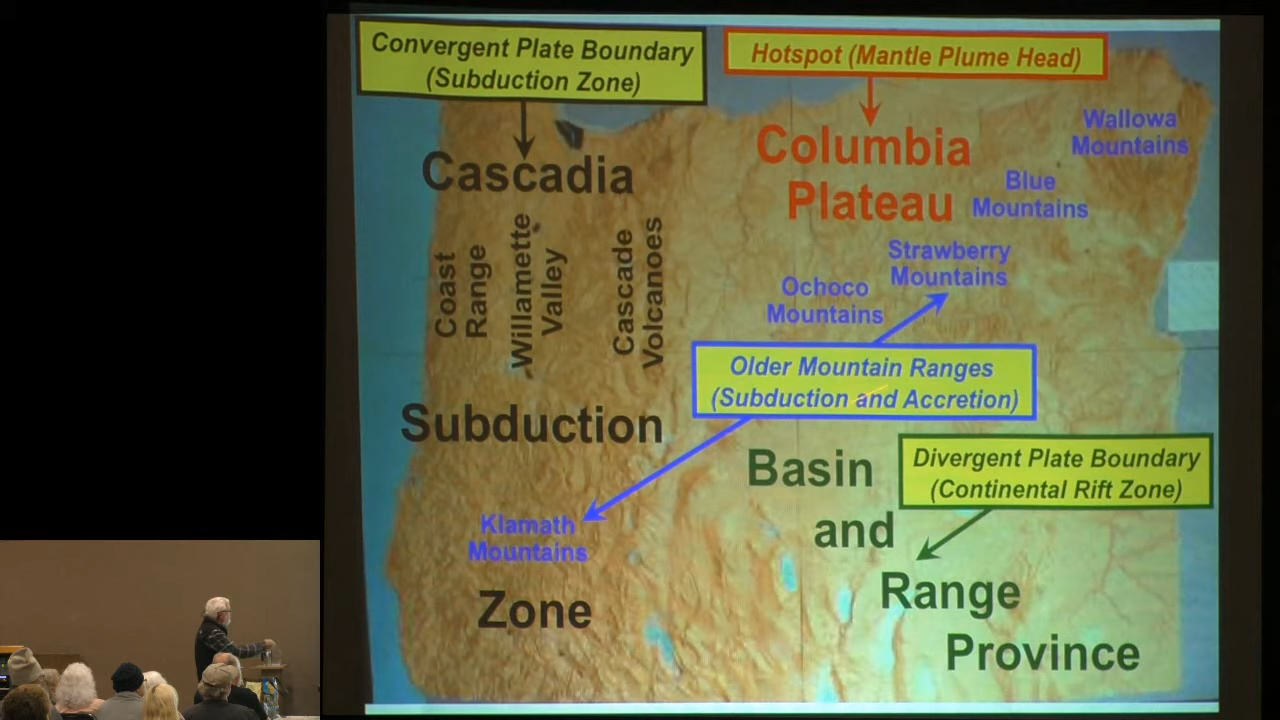 Convergent Plate Boundary
(Subduction Zone)
Hotspot (Mantle Plume Head)
Cascadia
Columbia
Plateau
Wallowa
Mountains
Blue
Mountains
Strawberry
Mountains
Ochoco
Mountains
Coast
Range
Willamette
Valley
Cascade
Volcanoes
Older Mountain Ranges
(Subduction and Accretion)
Subduction
Basin
and
Range
Province
Divergent Plate Boundary
(Continental Rift Zone)
Klamath
Mountains
Zone